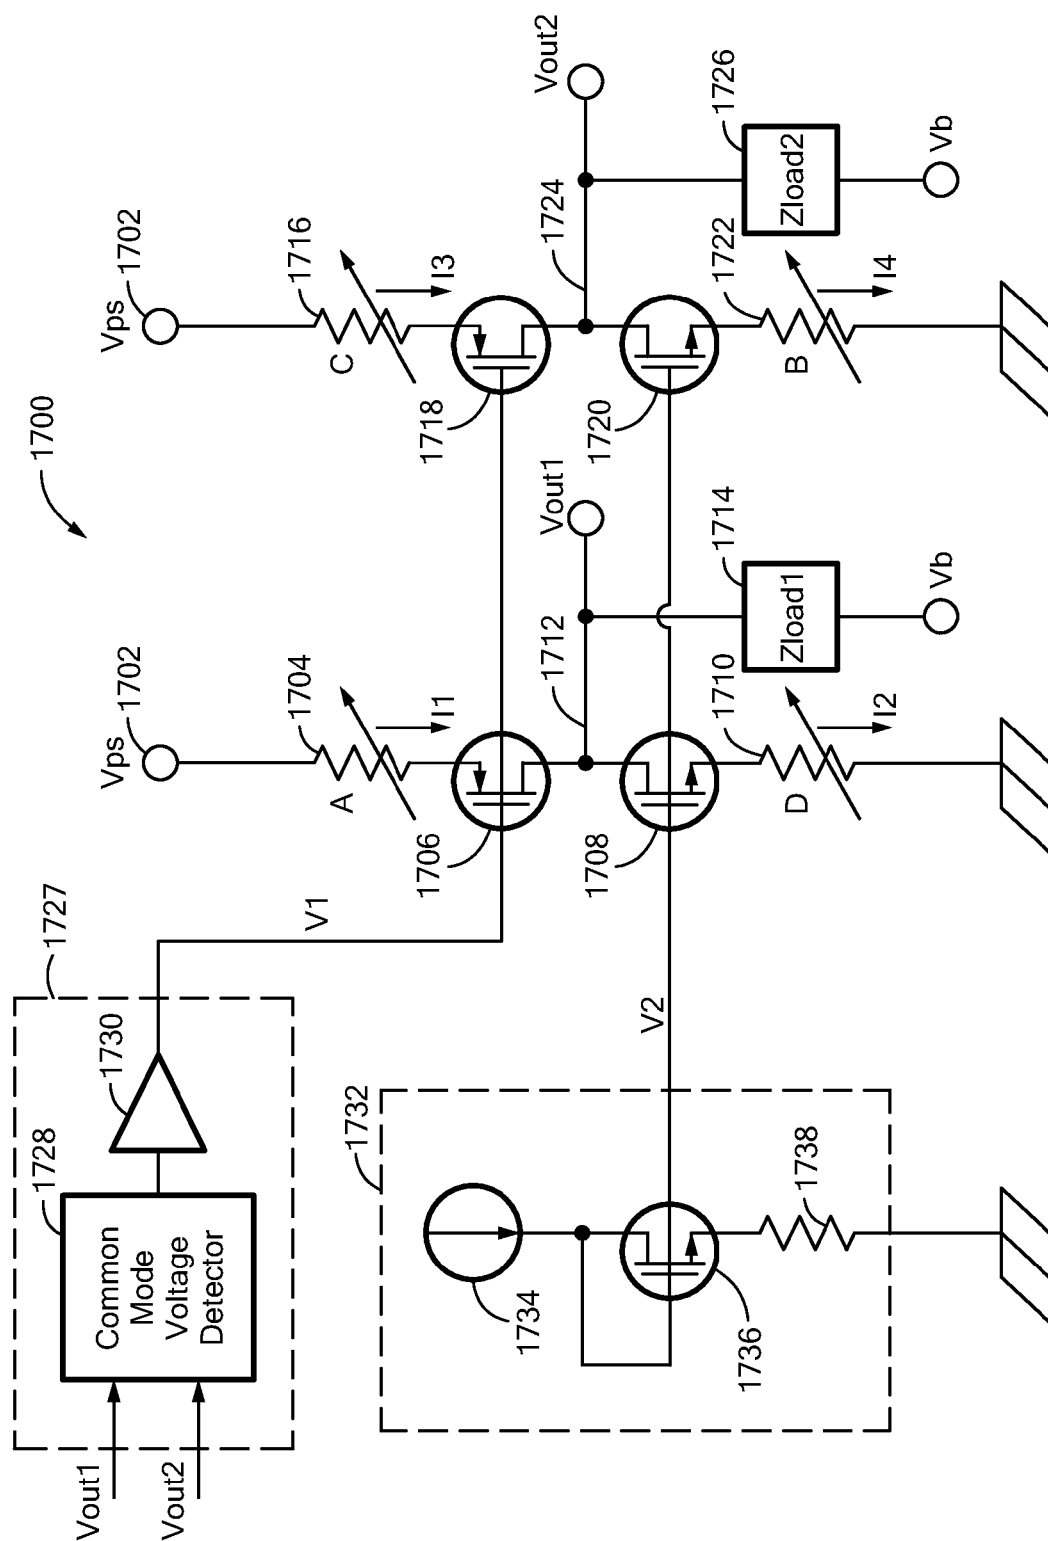 1700
Vps
1702
1704
A
I1
1706
V1
1712
Vout1
1708
1710
D
I2
1714
Zload1
Vb
Vps
1702
1716
C
I3
1718
1724
Vout2
1720
1722
B
I4
1726
Zload2
Vb
1727
1728
1730
Common
Mode
Voltage
Detector
Vout1
Vout2
1732
V2
1734
1736
1738